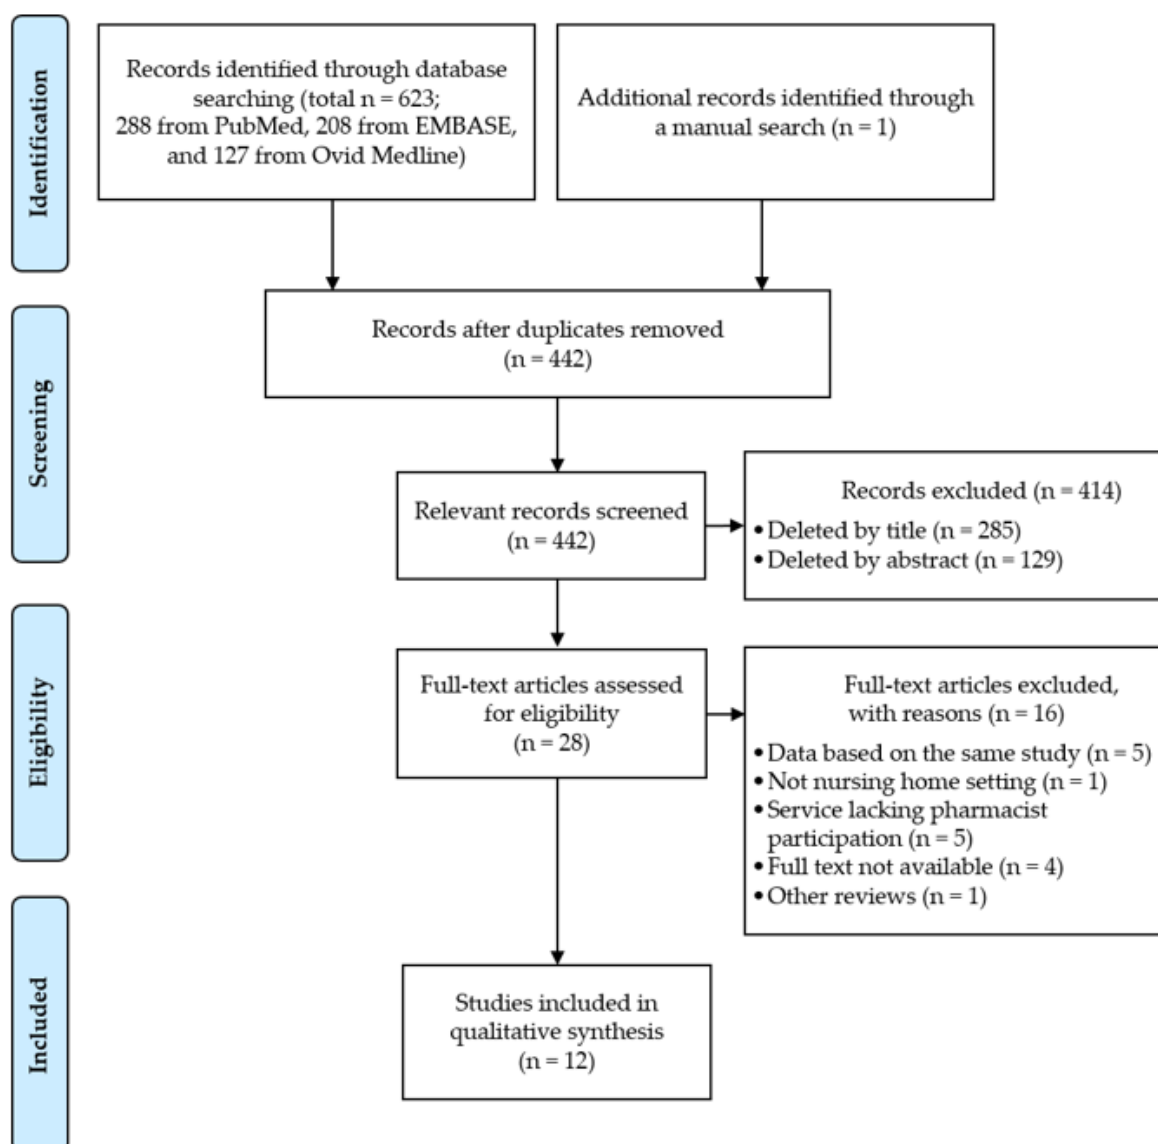 Identification
Records identified through database
searching (total n = 623;
288 from PubMed, 208 from EMBASE,
and 127 from Ovid Medline)
Additional records identified through
a manual search (n = 1)
Screening
Records after duplicates removed
(n = 442)
Relevant records screened
(n = 442)
Records excluded (n = 414)
•Deleted by title (n = 285)
•Deleted by abstract (n = 129)
Eligibility
Full-text articles assessed
for eligibility
(n = 28)
Full-text articles excluded,
with reasons (n = 16)
•Data based on the same study (n = 5)
•Not nursing home setting (n = 1)
•Service lacking pharmacist
participation (n = 5)
•Full text not available (n = 4)
•Other reviews (n = 1)
Included
Studies included in
qualitative synthesis
(n = 12)